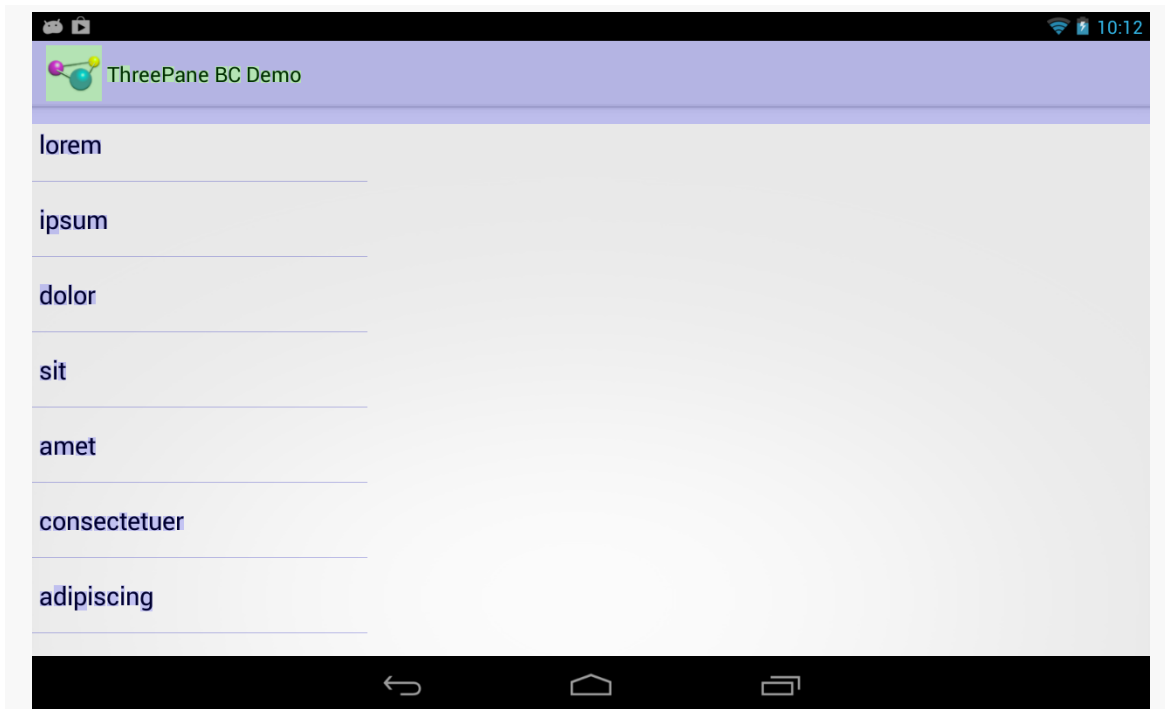 10:12
ThreePane BC Demo
lorem
ipsum
dolor
sit
amet
consectetuer
adipiscing